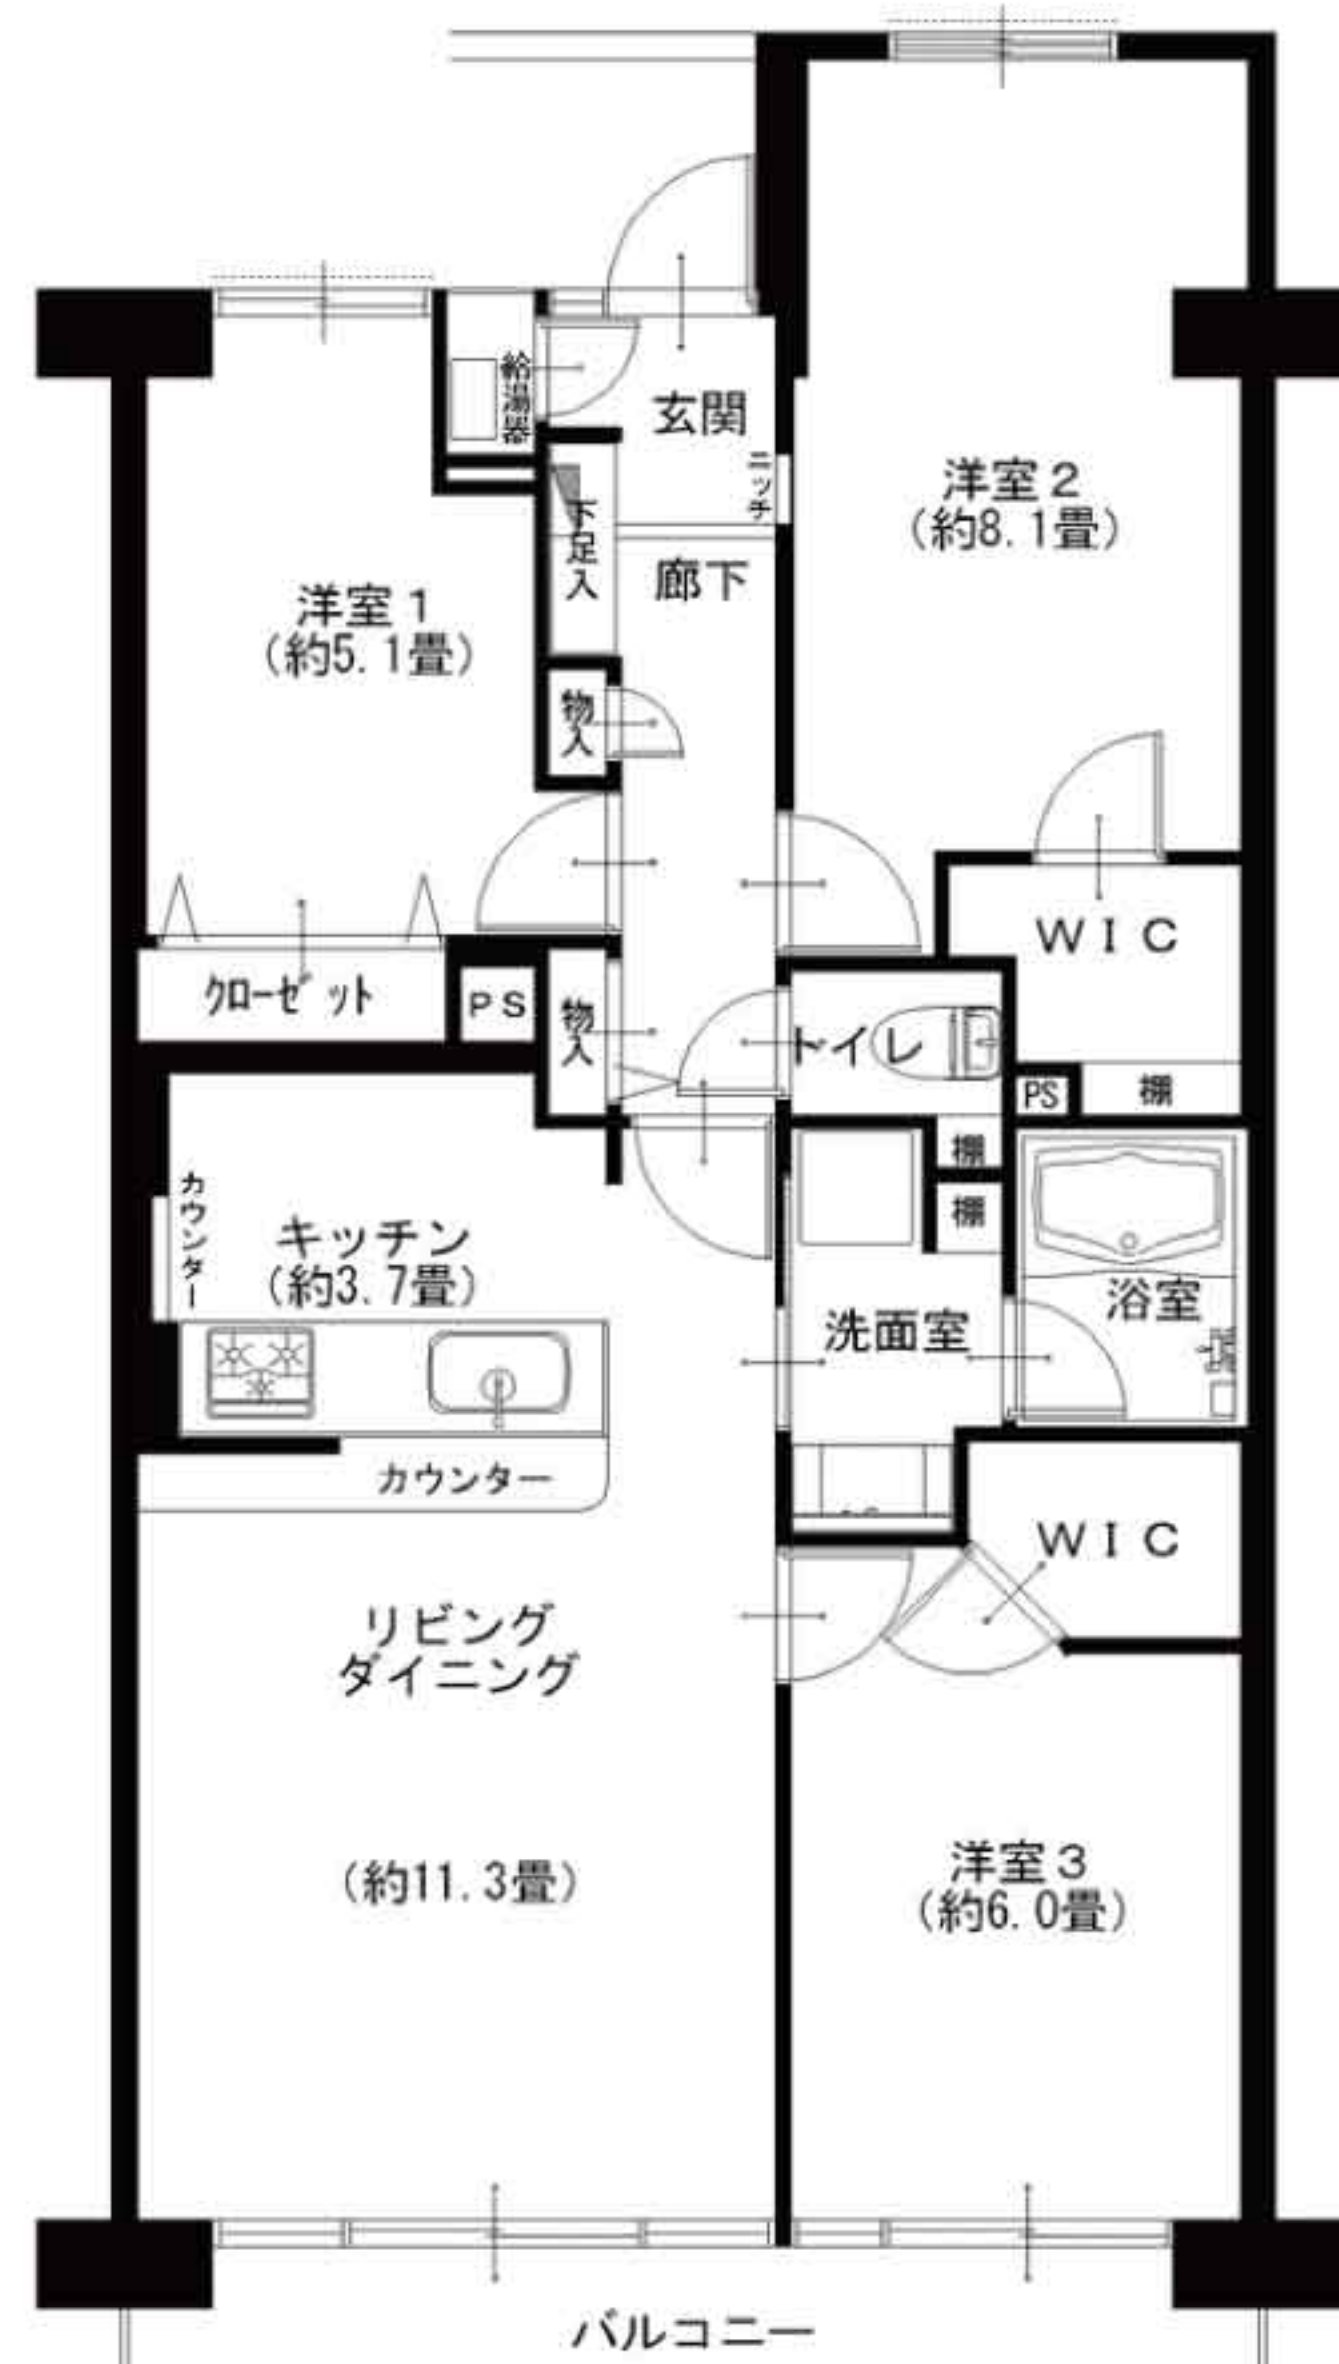 給湯器
玄関
ニッチ
洋室2
(約8.1畳)
下足入
廊下
洋室1
(約5.1畳)
物入
WIC
クローゼット
PS
物入
トイレ
PS
棚
棚
棚
カウンター
キッチン
(約3.7畳)
浴室
洗面室
カウンター
WIC
リビング
ダイニング
(約11.3畳)
洋室3
(約6.0畳)
バルコニー